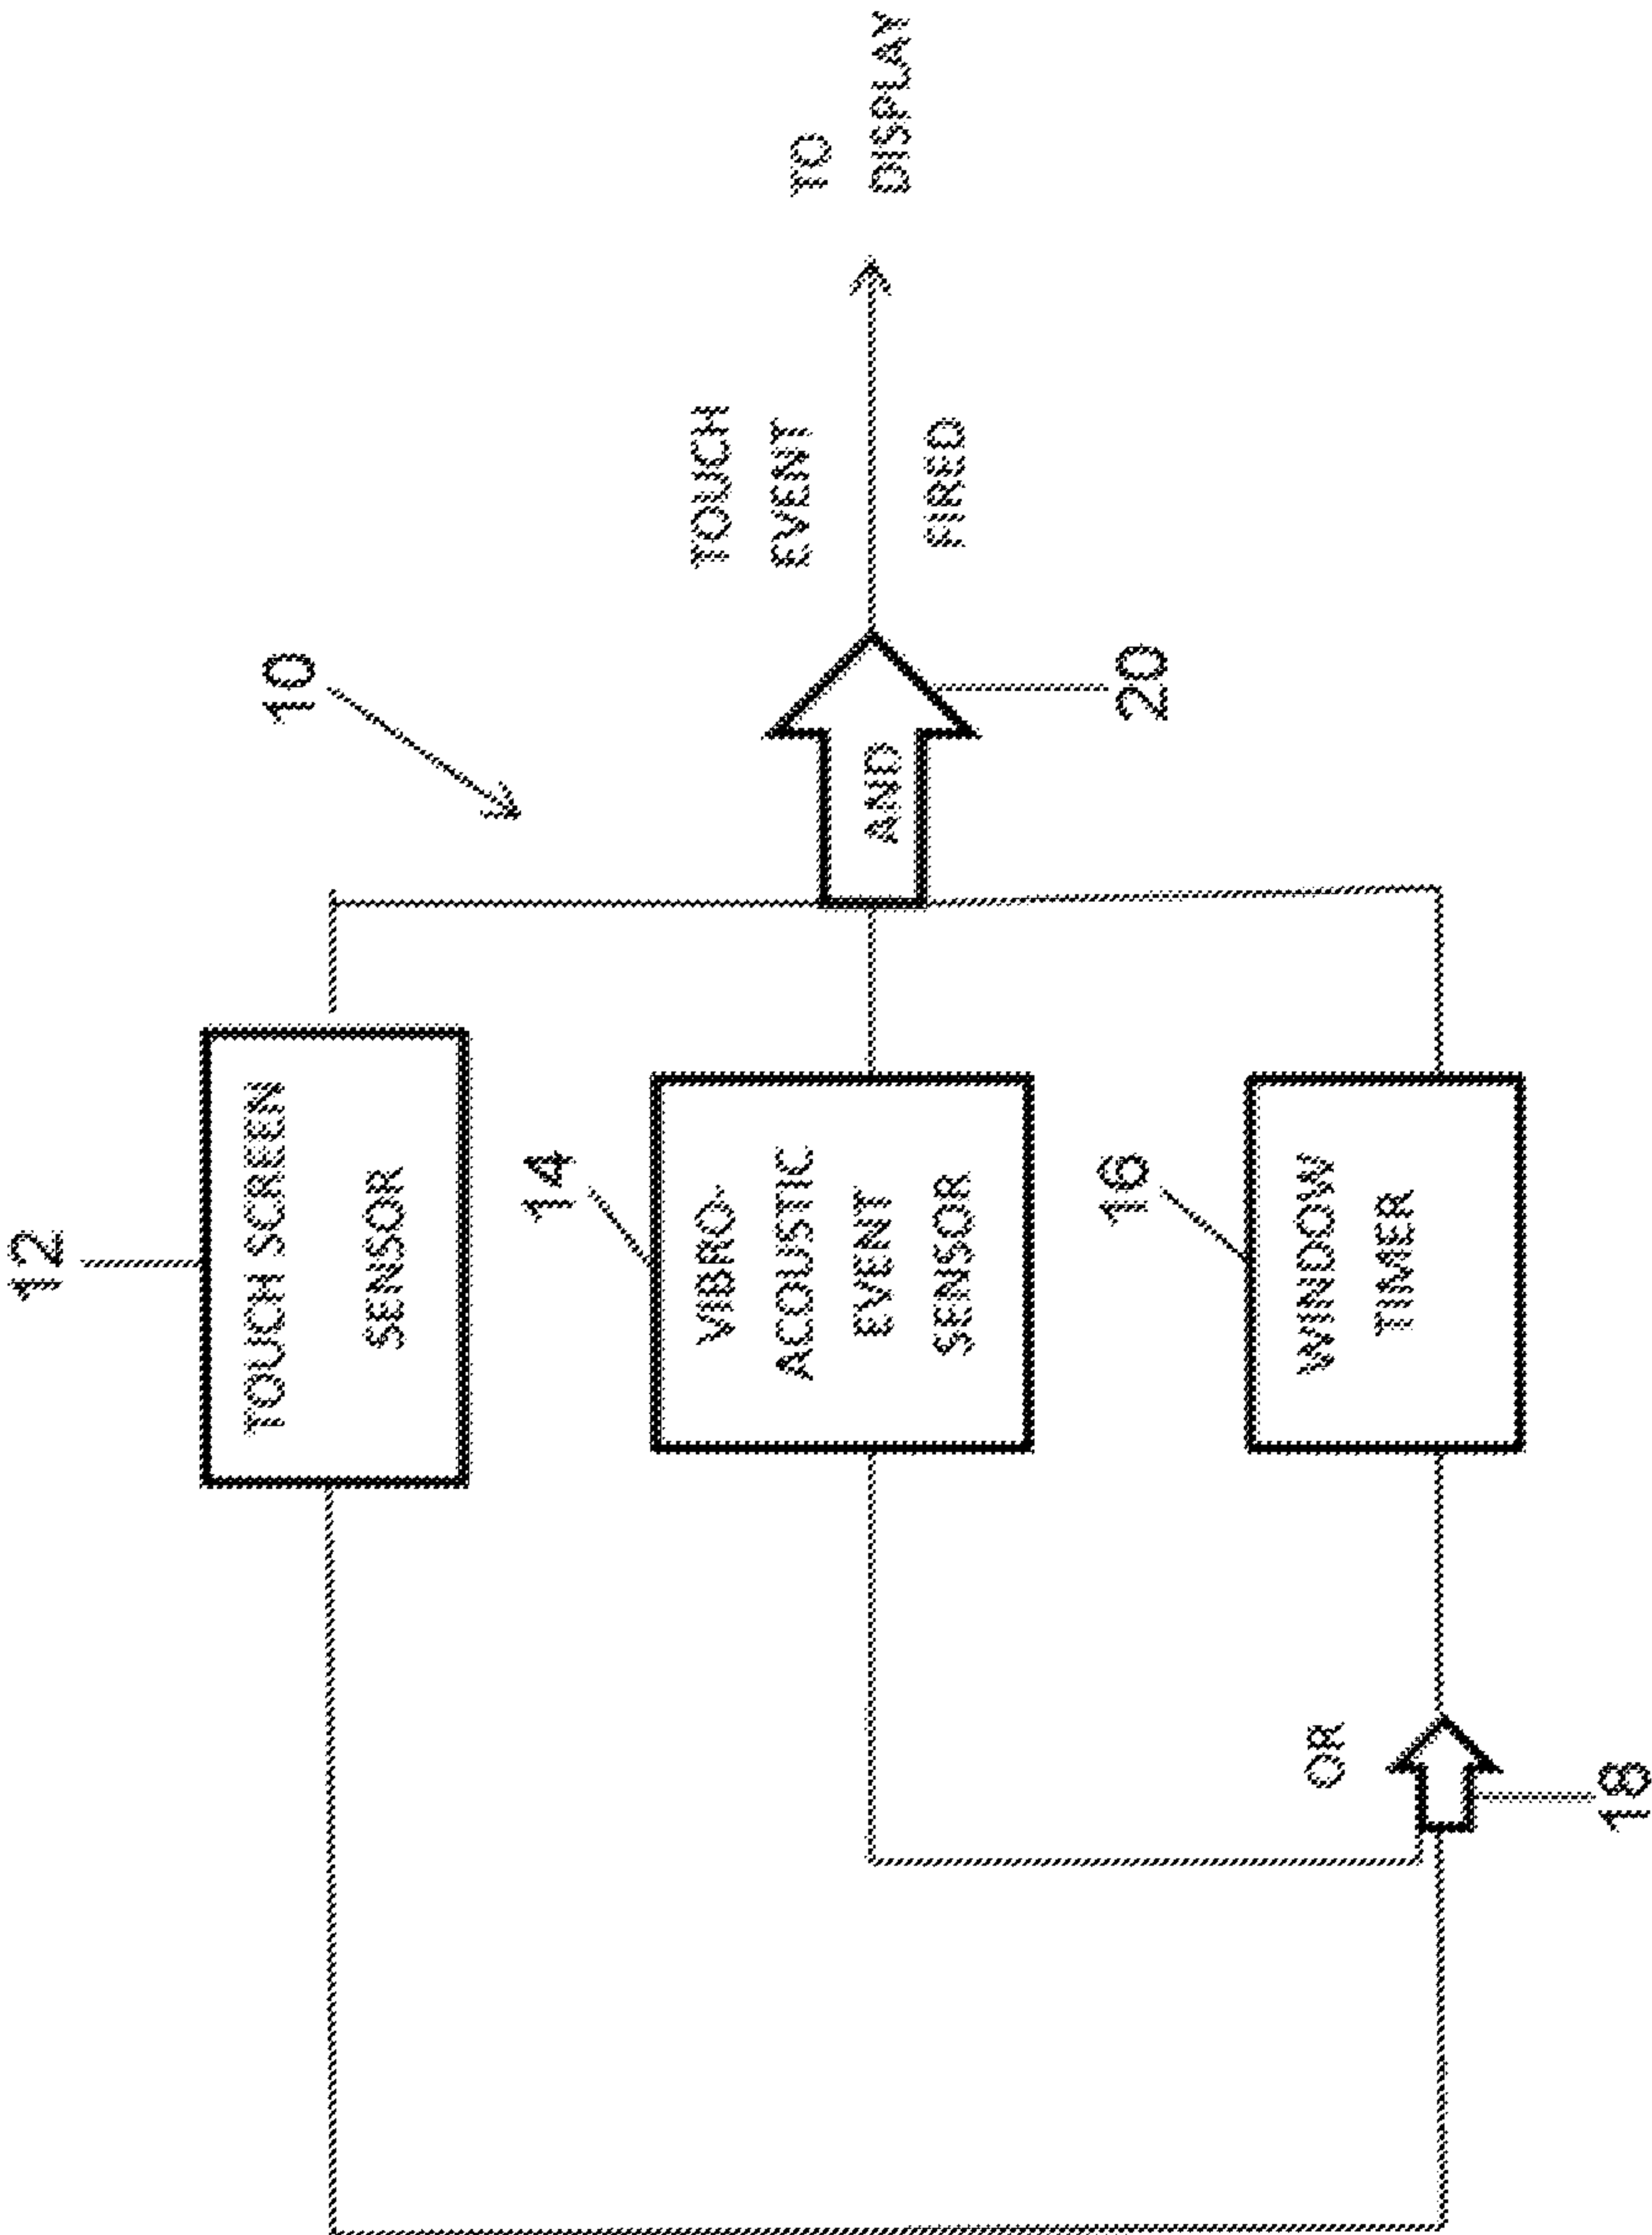 12
TOUCH SCREEN
SENSOR
10
14
VIBRO-
ACOUSTIC
EVENT
SENSOR
AND
20
TOUCH
EVENT
FIRED
TO
DISPLAY
16
WINDOW
TIMER
OR
18